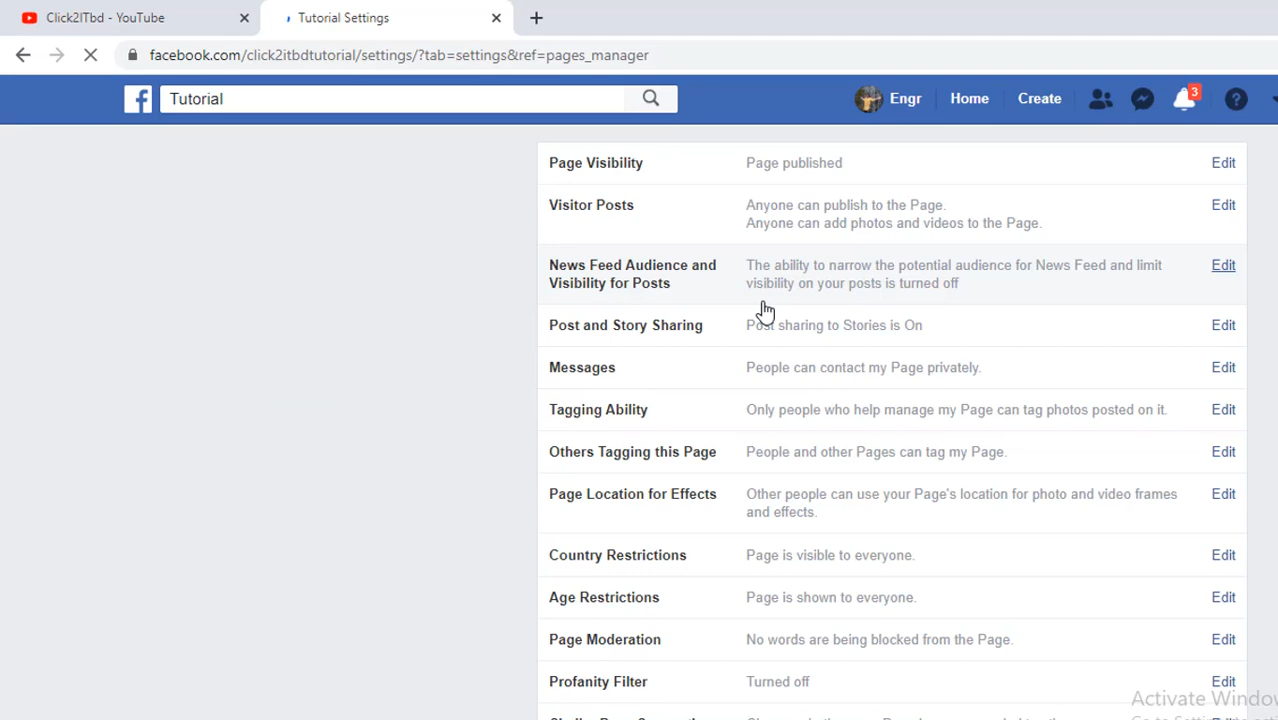 Click2ITbd - YouTube
Tutorial Settings
facebook.com/click2itbdtutorial/settings/?tab=settings&ref=pages_manager
Tutorial
Engr
Home
Create
3
Page Visibility Page published Edit
Visitor Posts Anyone can publish to the Page. Edit
Anyone can add photos and videos to the Page.
News Feed Audience and The ability to narrow the potential audience for News Feed and limit Edit
Visibility for Posts visibility on your posts is turned off
Post and Story Sharing Post sharing to Stories is On Edit
Messages People can contact my Page privately. Edit
Tagging Ability Only people who help manage my Page can tag photos posted on it. Edit
Others Tagging this Page People and other Pages can tag my Page. Edit
Page Location for Effects Other people can use your Page's location for photo and video frames Edit
and effects.
Country Restrictions Page is visible to everyone. Edit
Age Restrictions Page is shown to everyone. Edit
Page Moderation No words are being blocked from the Page. Edit
Profanity Filter Turned off Edit
Activate Windo